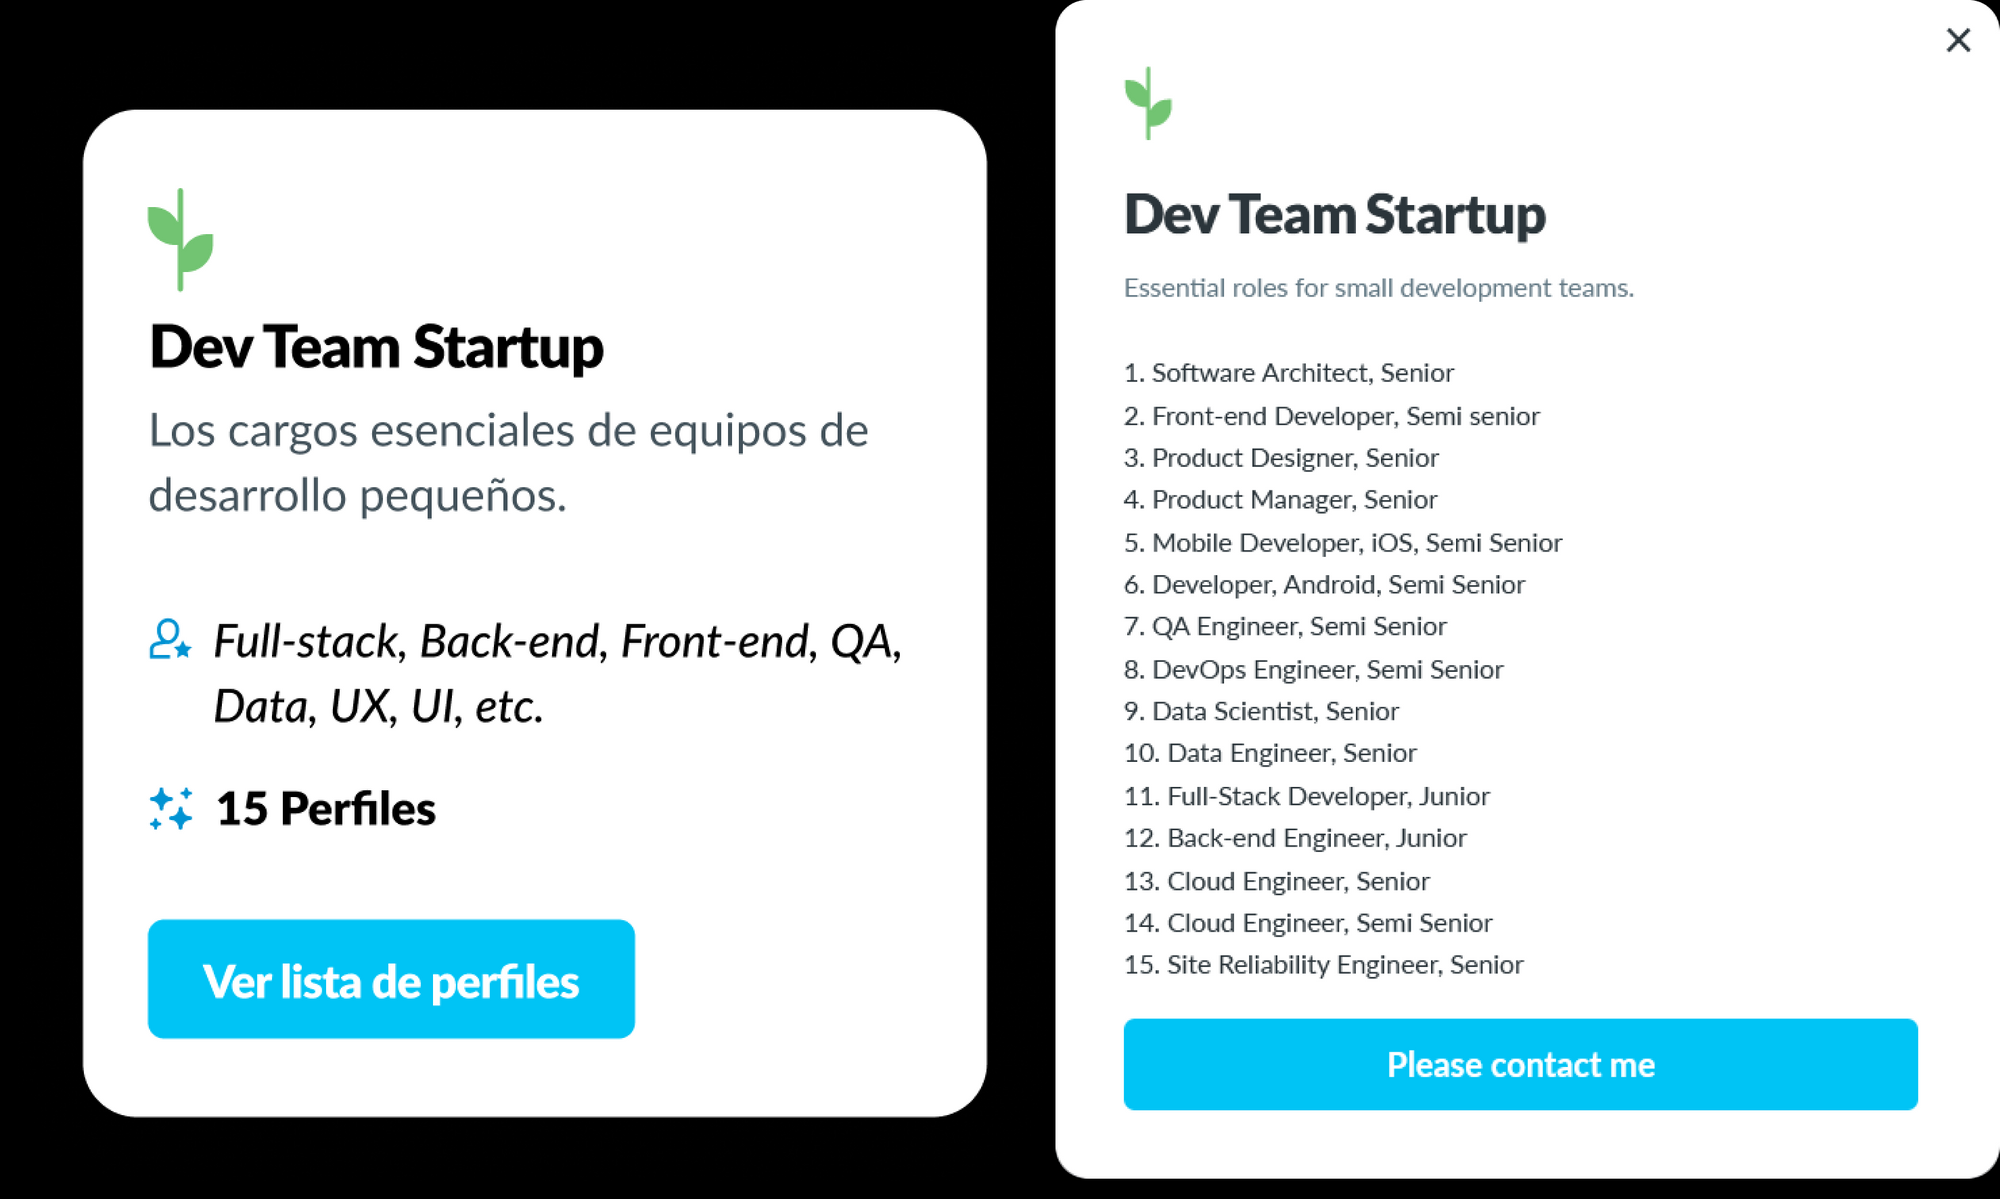 Dev Team Startup
Los cargos esenciales de equipos de
desarrollo pequeños.
Full-stack, Back-end, Front-end, QA,
Data, UX, UI, etc.
15 Perfiles
Ver lista de perfiles
Dev Team Startup
Essential roles for small development teams.
1. Software Architect, Senior
2. Front-end Developer, Semi senior
3. Product Designer, Senior
4. Product Manager, Senior
5. Mobile Developer, iOS, Semi Senior
6. Developer, Android, Semi Senior
7. QA Engineer, Semi Senior
8. DevOps Engineer, Semi Senior
9. Data Scientist, Senior
10. Data Engineer, Senior
11. Full-Stack Developer, Junior
12. Back-end Engineer, Junior
13. Cloud Engineer, Senior
14. Cloud Engineer, Semi Senior
15. Site Reliability Engineer, Senior
Please contact me